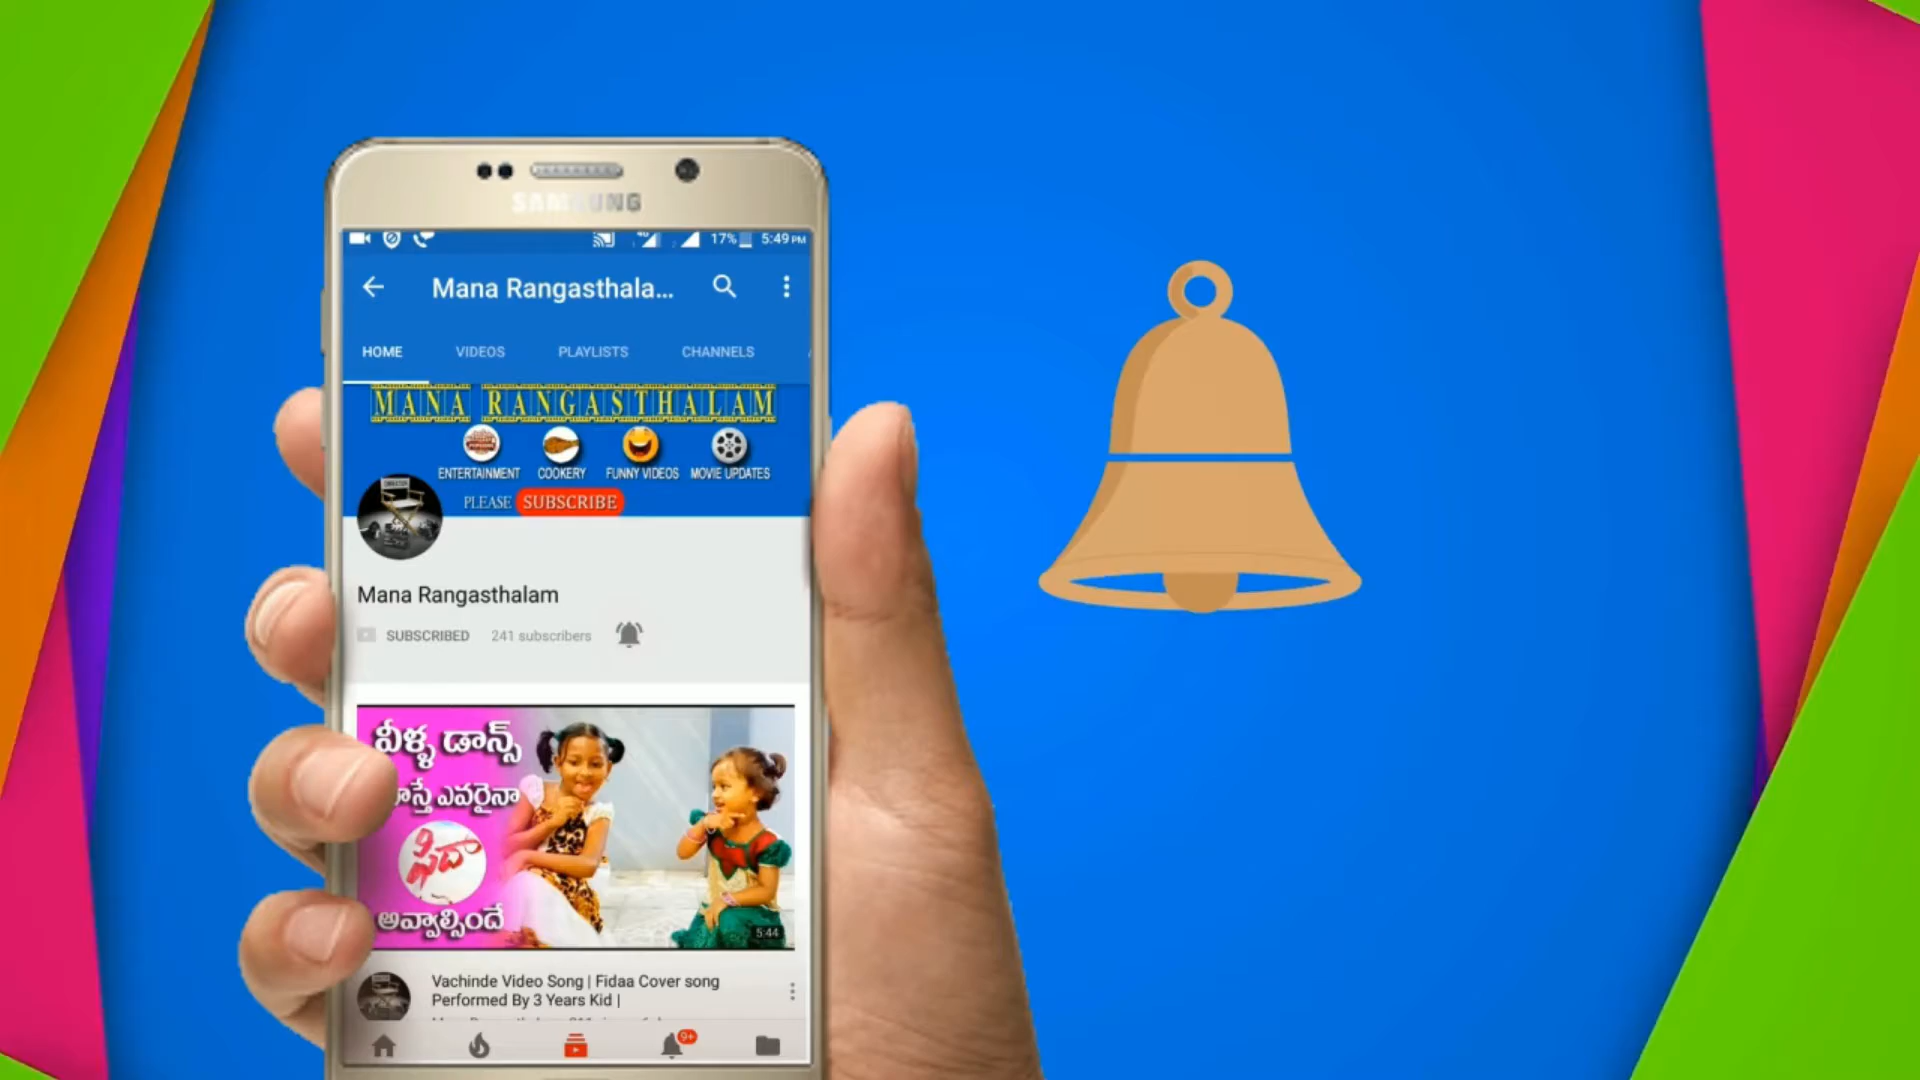 SAMSUNG
4G 17% 5:49 PM
Mana Rangasthala...
HOME VIDEOS PLAYLISTS CHANNELS
MANA RANGASTHALAM
ENTERTAINMENT COOKERY FUNNY VIDEOS MOVIE UPDATES
PLEASE SUBSCRIBE
Mana Rangasthalam
SUBSCRIBED 241 subscribers
వీళ్ళ డాన్స్
ఎవరైనా
ఫిదా
అవ్వాల్సిందే
5:44
Vachinde Video Song | Fidaa Cover song
Performed By 3 Years Kid |
9+